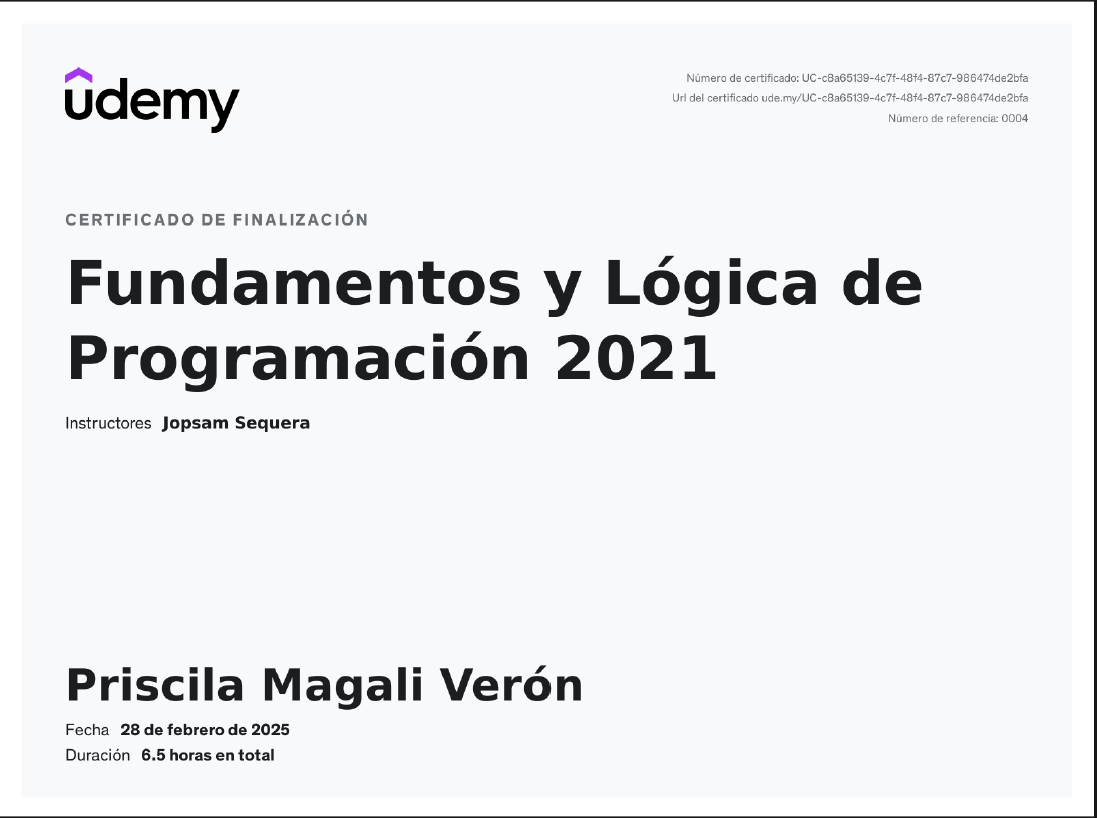 udemy
Número de certificado: UC-c8a65139-4c7f-48f4-87c7-986474de2bfa
Url del certificado ude.my/UC-c8a65139-4c7f-48f4-87c7-986474de2bfa
Número de referencia: 0004
CERTIFICADO DE FINALIZACIÓN
Fundamentos y Lógica de
Programación 2021
Instructores Jopsam Sequera
Priscila Magali Verón
Fecha 28 de febrero de 2025
Duración 6.5 horas en total